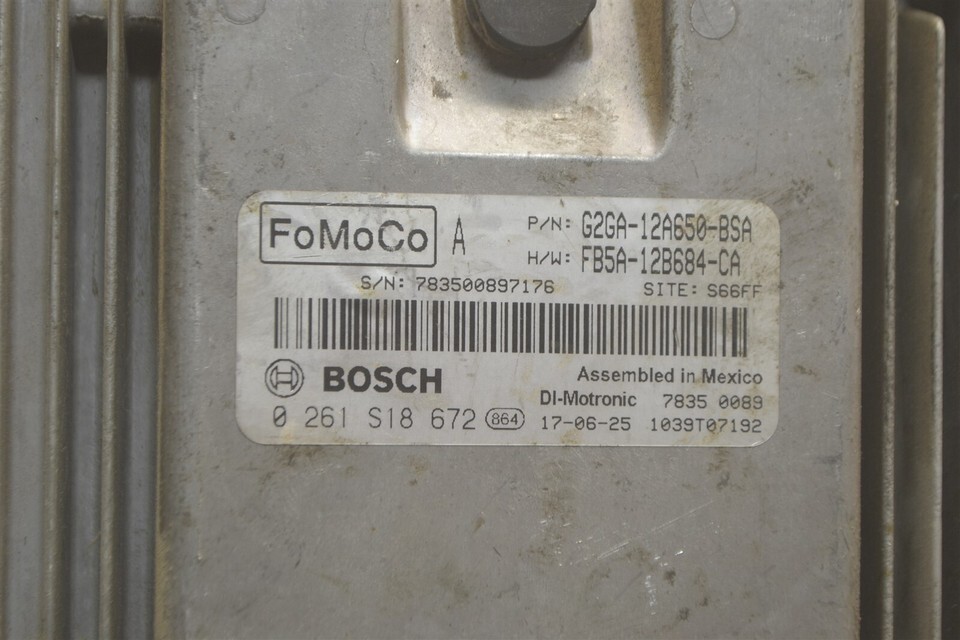 FoMoCo A P/N: G2GA-12A650-BSA
H/W: FB5A-12B684-CA
S/N: 783500897176 SITE: S66FF
BOSCH Assembled in Mexico
DI-Motronic 7835 0089
0 261 S18 672 864 17-06-25 1039T07192